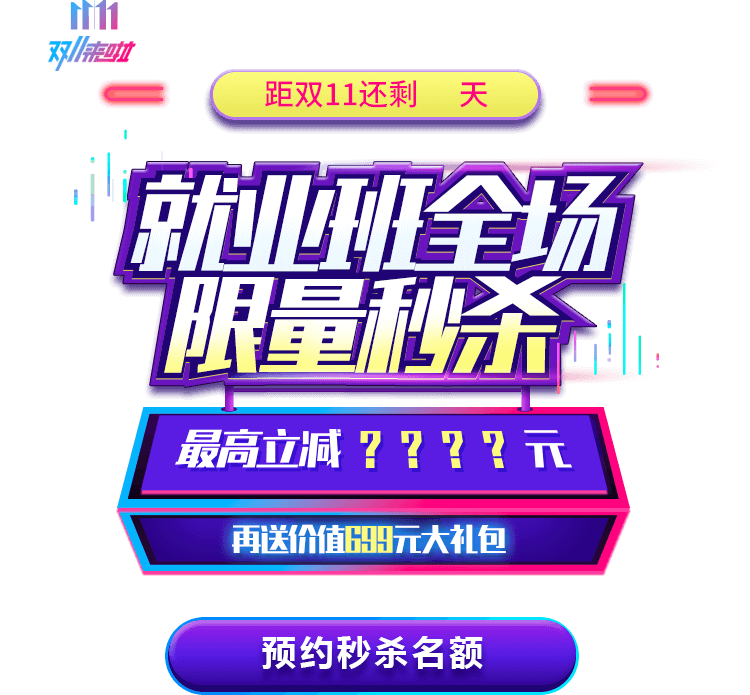 双11来啦
距双11还剩 天
就业班全场
限量秒杀
最高立减？？？？元
再送价值699元大礼包
预约秒杀名额